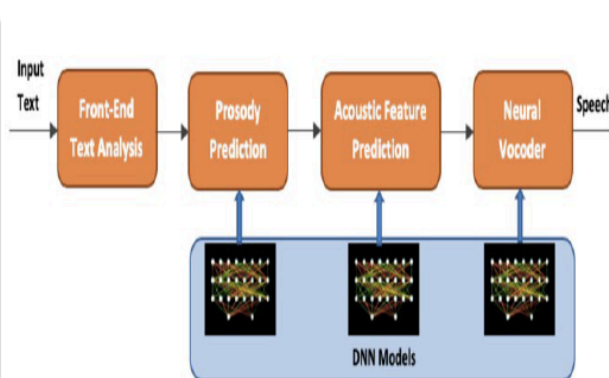 Input
Text
Front-End
Text Analysis
Prosody
Prediction
Acoustic Feature
Prediction
Neural
Vocoder
Speech
DNN Models